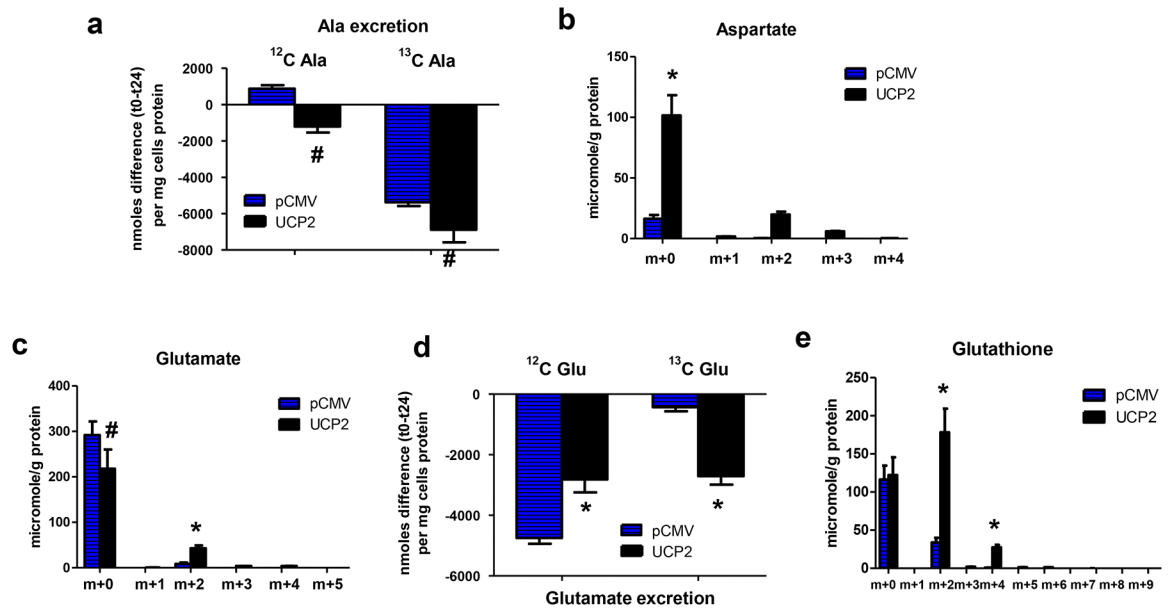 a
Ala excretion
¹²C Ala
¹³C Ala
nmoles difference (t0-t24)
per mg cells protein
2000
0
-2000
-4000
-6000
-8000
pCMV
UCP2
#
#
b
Aspartate
micromole/g protein
150
100
50
0
*
pCMV
UCP2
m+0 m+1 m+2 m+3 m+4
c
Glutamate
micromole/g protein
400
300
200
100
0
#
*
pCMV
UCP2
m+0 m+1 m+2 m+3 m+4 m+5
d
¹²C Glu
¹³C Glu
nmoles difference (t0-t24)
per mg cells protein
0
-2000
-4000
-6000
*
*
pCMV
UCP2
Glutamate excretion
e
Glutathione
micromole/g protein
250
200
150
100
50
0
*
*
pCMV
UCP2
m+0 m+1 m+2 m+3 m+4 m+5 m+6 m+7 m+8 m+9